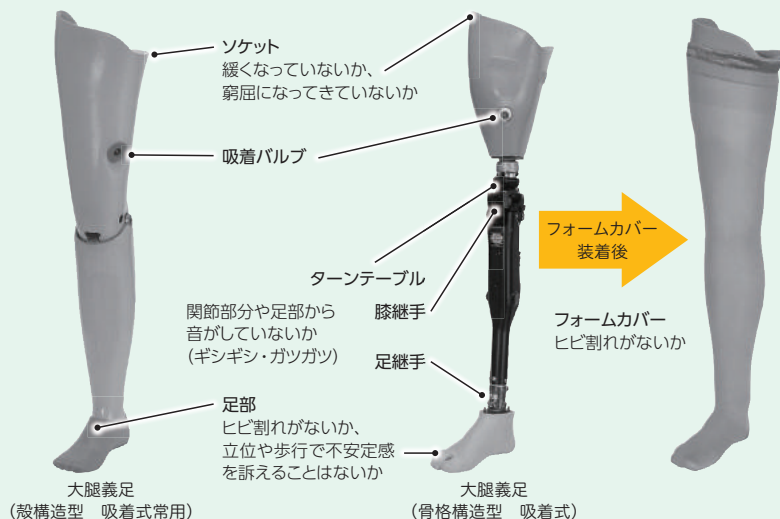 ソケット
緩くなっていないか、
窮屈になってきていないか
吸着バルブ
ターンテーブル
関節部分や足部から
音がしていないか
(ギシギシ・ガツガツ)
膝継手
足継手
足部
ヒビ割れがないか、
立位や歩行で不安定感
を訴えることはないか
フォームカバー
装着後
フォームカバー
ヒビ割れがないか
大腿義足
(殻構造型　吸着式常用)
大腿義足
(骨格構造型　吸着式)